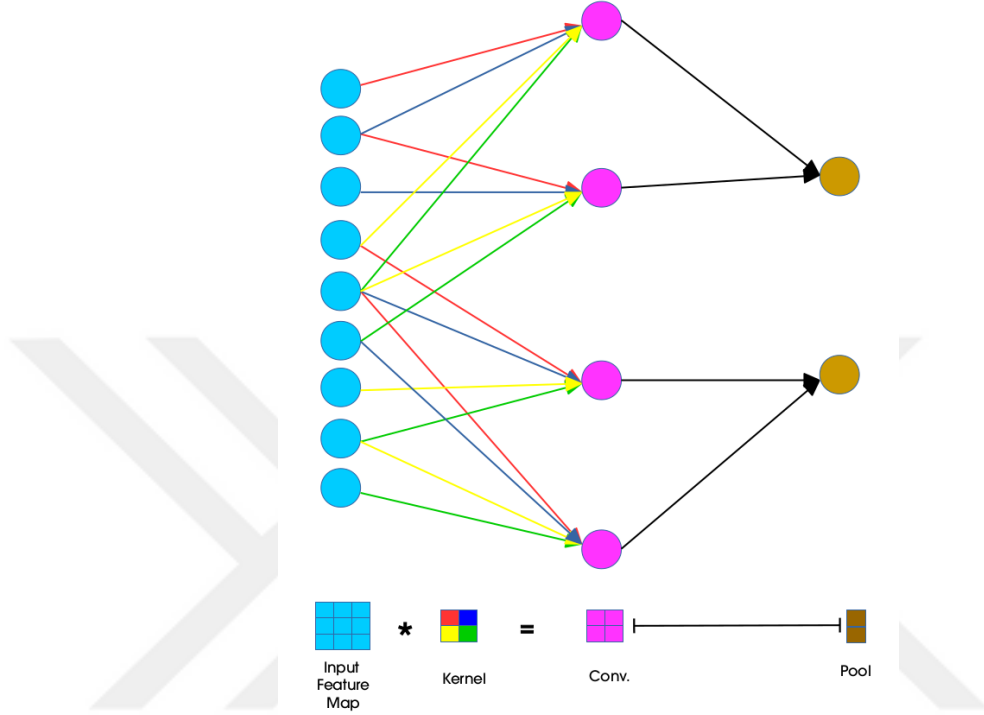 * =
Input
Feature
Map
Kernel
Conv.
Pool